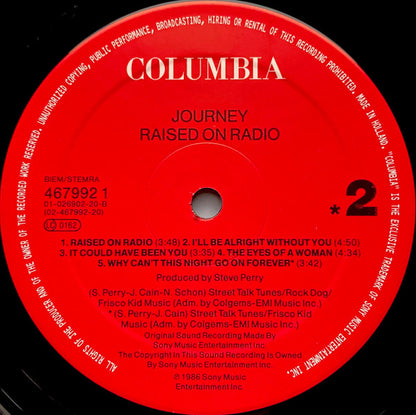 ALL RIGHTS OF THE PRODUCER AND OF THE OWNER OF THE RECORDED WORK RESERVED. UNAUTHORIZED COPYING, PUBLIC PERFORMANCE, BROADCASTING, HIRING OR RENTAL OF THIS RECORDING PROHIBITED. MADE IN HOLLAND. "COLUMBIA" IS THE EXCLUSIVE TRADEMARK OF SONY MUSIC ENTERTAINMENT INC.
COLUMBIA
JOURNEY
RAISED ON RADIO
BIEM/STEMRA
467992 1
01-026902-20-B
(02-467992-20)
LC 0162
*2
1. RAISED ON RADIO (3:48) 2. I'LL BE ALRIGHT WITHOUT YOU (4:50)
3. IT COULD HAVE BEEN YOU (3:35) 4. THE EYES OF A WOMAN (4:34)
5. WHY CAN'T THIS NIGHT GO ON FOREVER* (3:42)
Produced by Steve Perry
(S. Perry-J. Cain-N. Schon) Street Talk Tunes/Rock Dog/
Frisco Kid Music (Adm. by Colgems-EMI Music Inc.)
* (S. Perry-J. Cain) Street Talk Tunes/Frisco Kid
Music (Adm. by Colgems-EMI Music Inc.)
Original Sound Recording Made By
Sony Music Entertainment Inc.
The Copyright In This Sound Recording Is Owned
By Sony Music Entertainment Inc.
℗ 1986 Sony Music
Entertainment Inc.